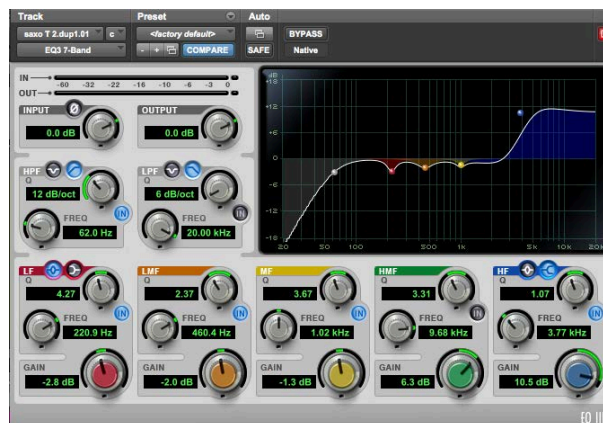 Track Preset Auto
saxo T 2.dup1.01 c <factory default> BYPASS
EQ3 7-Band - + COMPARE SAFE Native
IN
-60 -32 -22 -16 -10 -6 -3 0
OUT
INPUT Ø OUTPUT
0.0 dB 0.0 dB
HPF LPF
Q Q
12 dB/oct 6 dB/oct
FREQ IN FREQ IN
62.0 Hz 20.00 kHz
dB
+18
+12
+6
0
-6
-12
-18
20 50 100 500 1k 5k 10k 20k
LF LMF MF HMF HF
Q Q Q Q Q
4.27 2.37 3.67 3.31 1.07
FREQ IN FREQ IN FREQ IN FREQ IN FREQ IN
220.9 Hz 460.4 Hz 1.02 kHz 9.68 kHz 3.77 kHz
GAIN GAIN GAIN GAIN GAIN
-2.8 dB -2.0 dB -1.3 dB 6.3 dB 10.5 dB
EQ III